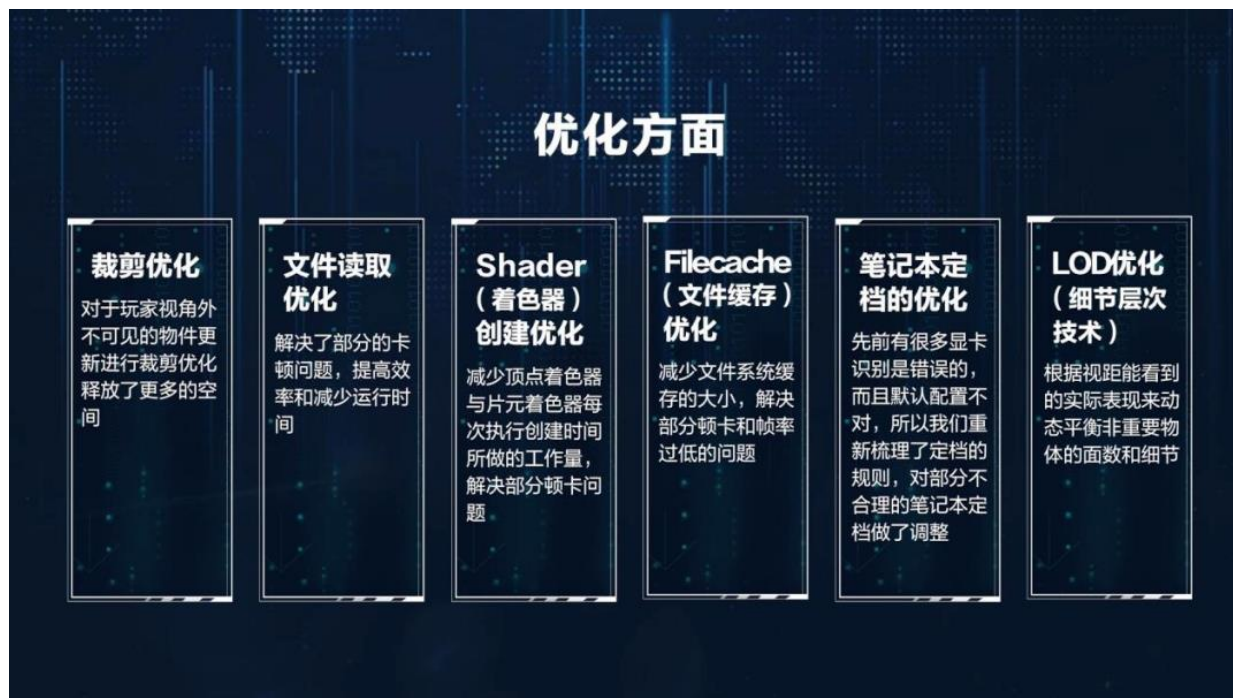 优化方面
裁剪优化
对于玩家视角外
不可见的物件更
新进行裁剪优化
释放了更多的空
间
文件读取
优化
解决了部分的卡
顿问题，提高效
率和减少运行时
间
Shader
（着色器）
创建优化
减少顶点着色器
与片元着色器每
次执行创建时间
所做的工作量，
解决部分顿卡问
题
Filecache
（文件缓存）
优化
减少文件系统缓
存的大小，解决
部分顿卡和帧率
过低的问题
笔记本定
档的优化
先前有很多显卡
识别是错误的，
而且默认配置不
对，所以我们重
新梳理了定档的
规则，对部分不
合理的笔记本定
档做了调整
LOD优化
（细节层次
技术）
根据视距能看到
的实际表现来动
态平衡非重要物
体的面数和细节